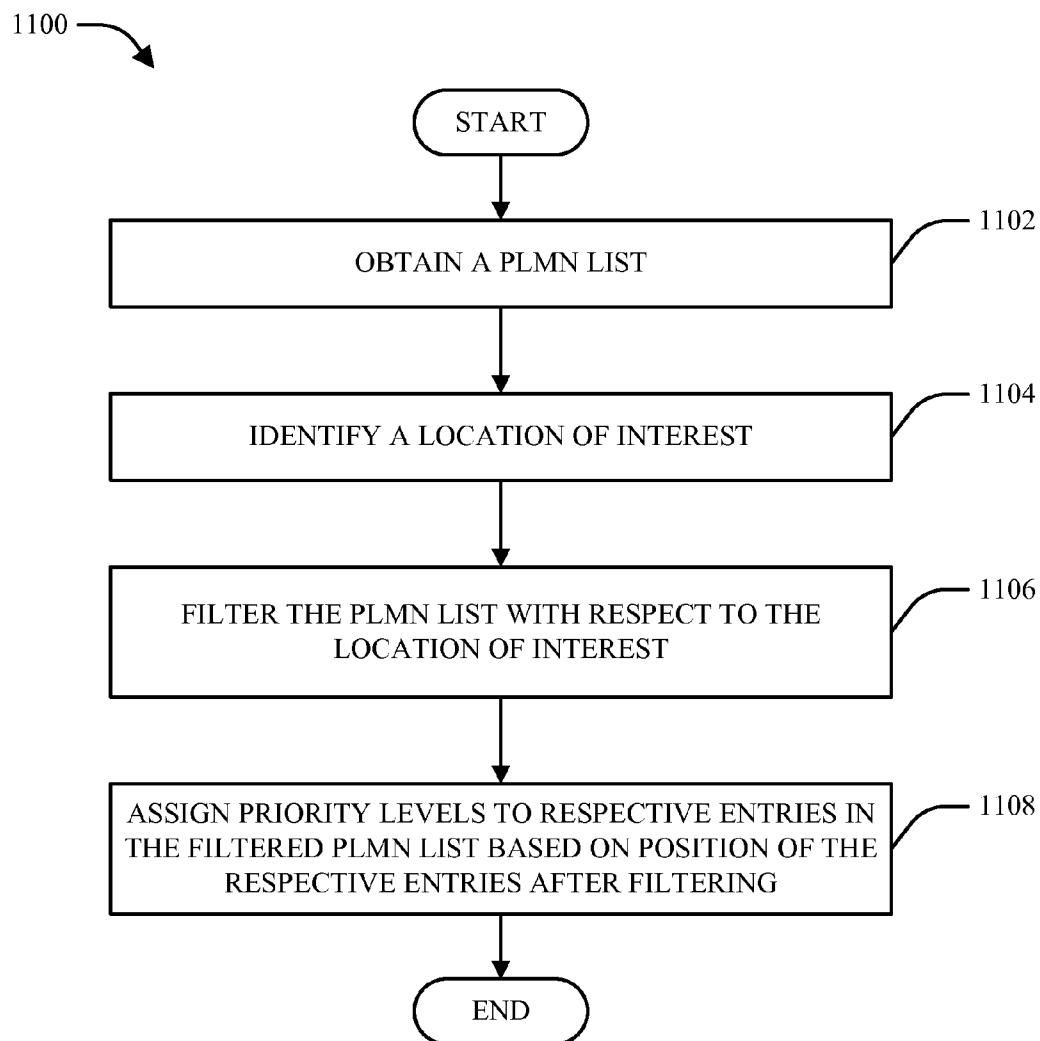 1100
START
1102
OBTAIN A PLMN LIST
1104
IDENTIFY A LOCATION OF INTEREST
1106
FILTER THE PLMN LIST WITH RESPECT TO THE
LOCATION OF INTEREST
1108
ASSIGN PRIORITY LEVELS TO RESPECTIVE ENTRIES IN
THE FILTERED PLMN LIST BASED ON POSITION OF THE
RESPECTIVE ENTRIES AFTER FILTERING
END